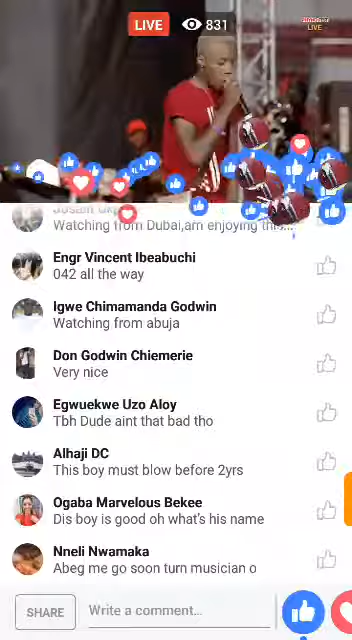 LIVE
831
LIVE
Watching from Dubai,am enjoying this...
Engr Vincent Ibeabuchi
042 all the way
Igwe Chimamanda Godwin
Watching from abuja
Don Godwin Chiemerie
Very nice
Egwuekwe Uzo Aloy
Tbh Dude aint that bad tho
Alhaji DC
This boy must blow before 2yrs
Ogaba Marvelous Bekee
Dis boy is good oh what's his name
Nneli Nwamaka
Abeg me go soon turn musician o
SHARE
Write a comment...